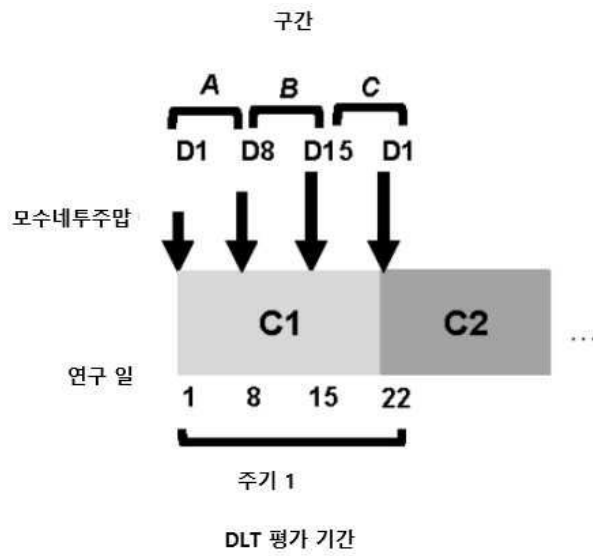 구간
A B C
D1 D8 D15 D1
모수네투주맙
C1 C2 ...
연구 일
1 8 15 22
주기 1
DLT 평가 기간